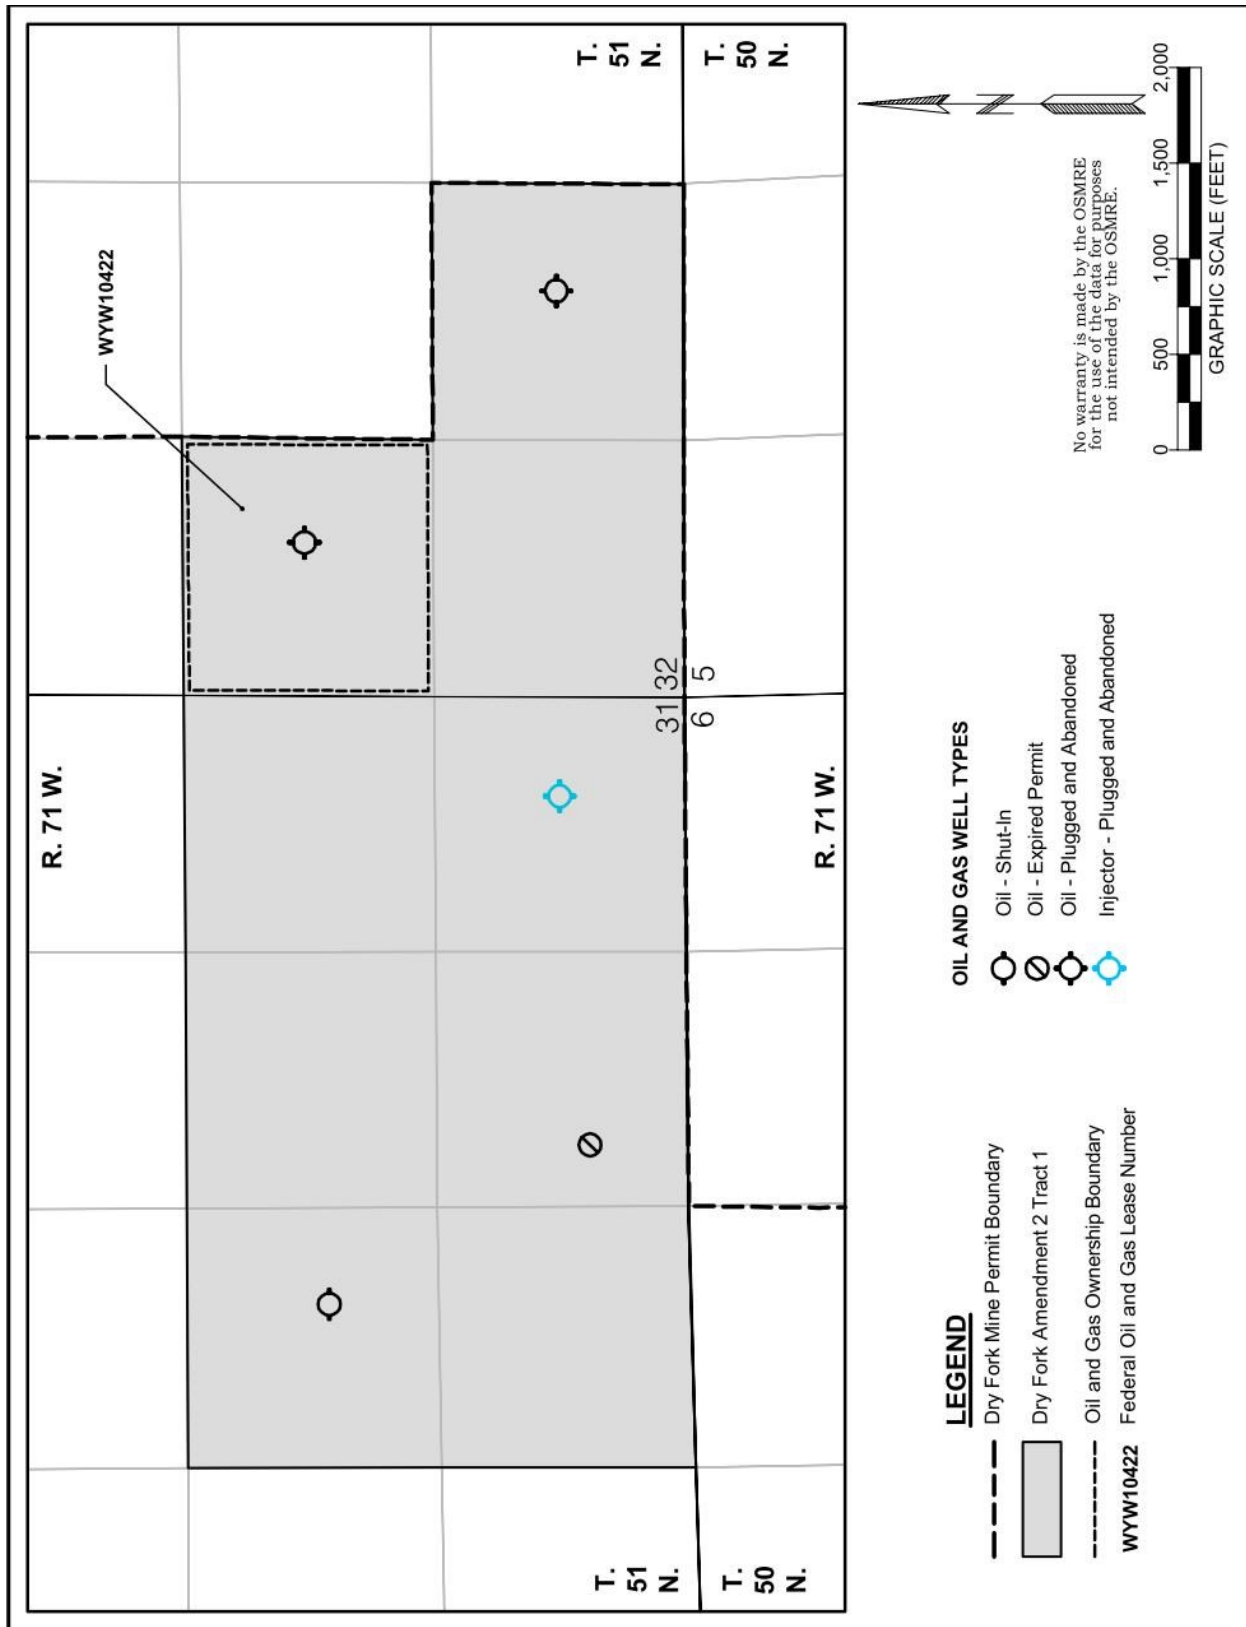 R. 71 W.
WYW10422
T.
51
N.
T.
51
N.
31
32
6
5
T.
50
N.
T.
50
N.
R. 71 W.
LEGEND
Dry Fork Mine Permit Boundary
Dry Fork Amendment 2 Tract 1
Oil and Gas Ownership Boundary
WYW10422 Federal Oil and Gas Lease Number
OIL AND GAS WELL TYPES
Oil - Shut-In
Oil - Expired Permit
Oil - Plugged and Abandoned
Injector - Plugged and Abandoned
N
No warranty is made by the OSMRE
for the use of the data for purposes
not intended by the OSMRE.
0 500 1,000 1,500 2,000
GRAPHIC SCALE (FEET)